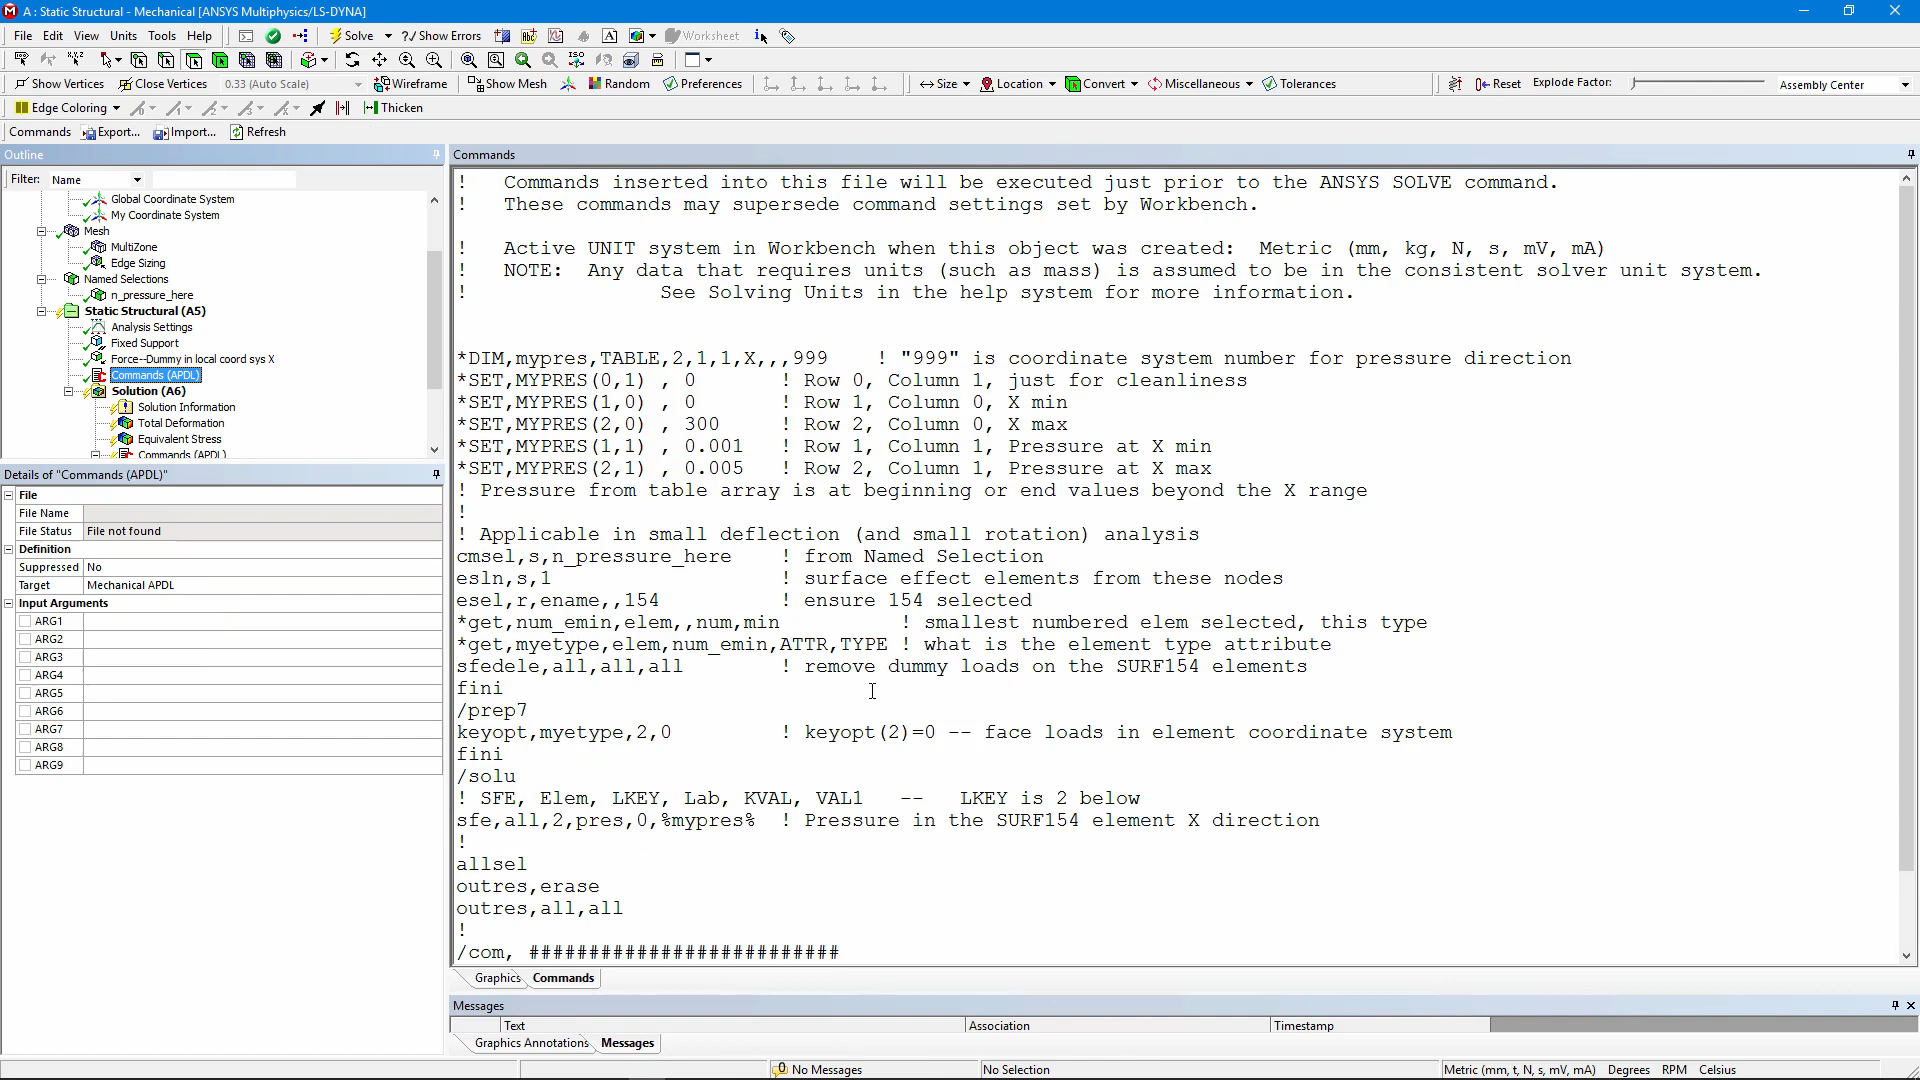 A : Static Structural - Mechanical [ANSYS Multiphysics/LS-DYNA]
File Edit View Units Tools Help Solve Show Errors Worksheet
Show Vertices Close Vertices 0.33 (Auto Scale) Wireframe Show Mesh Random Preferences Size Location Convert Miscellaneous Tolerances Reset Explode Factor: Assembly Center
Edge Coloring Thicken
Commands Export... Import... Refresh
Outline
Filter: Name
Global Coordinate System
My Coordinate System
Mesh
MultiZone
Edge Sizing
Named Selections
n_pressure_here
Static Structural (A5)
Analysis Settings
Fixed Support
Force--Dummy in local coord sys X
Commands (APDL)
Solution (A6)
Solution Information
Total Deformation
Equivalent Stress
Commands (APDL)
Details of "Commands (APDL)"
File
File Name
File Status File not found
Definition
Suppressed No
Target Mechanical APDL
Input Arguments
ARG1
ARG2
ARG3
ARG4
ARG5
ARG6
ARG7
ARG8
ARG9
Commands
! Commands inserted into this file will be executed just prior to the ANSYS SOLVE command.
! These commands may supersede command settings set by Workbench.
! Active UNIT system in Workbench when this object was created: Metric (mm, kg, N, s, mV, mA)
! NOTE: Any data that requires units (such as mass) is assumed to be in the consistent solver unit system.
! See Solving Units in the help system for more information.
*DIM,mypres,TABLE,2,1,1,X,,,999 ! "999" is coordinate system number for pressure direction
*SET,MYPRES(0,1) , 0 ! Row 0, Column 1, just for cleanliness
*SET,MYPRES(1,0) , 0 ! Row 1, Column 0, X min
*SET,MYPRES(2,0) , 300 ! Row 2, Column 0, X max
*SET,MYPRES(1,1) , 0.001 ! Row 1, Column 1, Pressure at X min
*SET,MYPRES(2,1) , 0.005 ! Row 2, Column 1, Pressure at X max
! Pressure from table array is at beginning or end values beyond the X range
!
! Applicable in small deflection (and small rotation) analysis
cmsel,s,n_pressure_here ! from Named Selection
esln,s,1 ! surface effect elements from these nodes
esel,r,ename,,154 ! ensure 154 selected
*get,num_emin,elem,,num,min ! smallest numbered elem selected, this type
*get,myetype,elem,num_emin,ATTR,TYPE ! what is the element type attribute
sfedele,all,all,all ! remove dummy loads on the SURF154 elements
fini
/prep7
keyopt,myetype,2,0 ! keyopt(2)=0 -- face loads in element coordinate system
fini
/solu
! SFE, Elem, LKEY, Lab, KVAL, VAL1 -- LKEY is 2 below
sfe,all,2,pres,0,%mypres% ! Pressure in the SURF154 element X direction
!
allsel
outres,erase
outres,all,all
!
/com, ##########################
Graphics Commands
Messages
Text Association Timestamp
Graphics Annotations Messages
No Messages No Selection Metric (mm, t, N, s, mV, mA) Degrees RPM Celsius